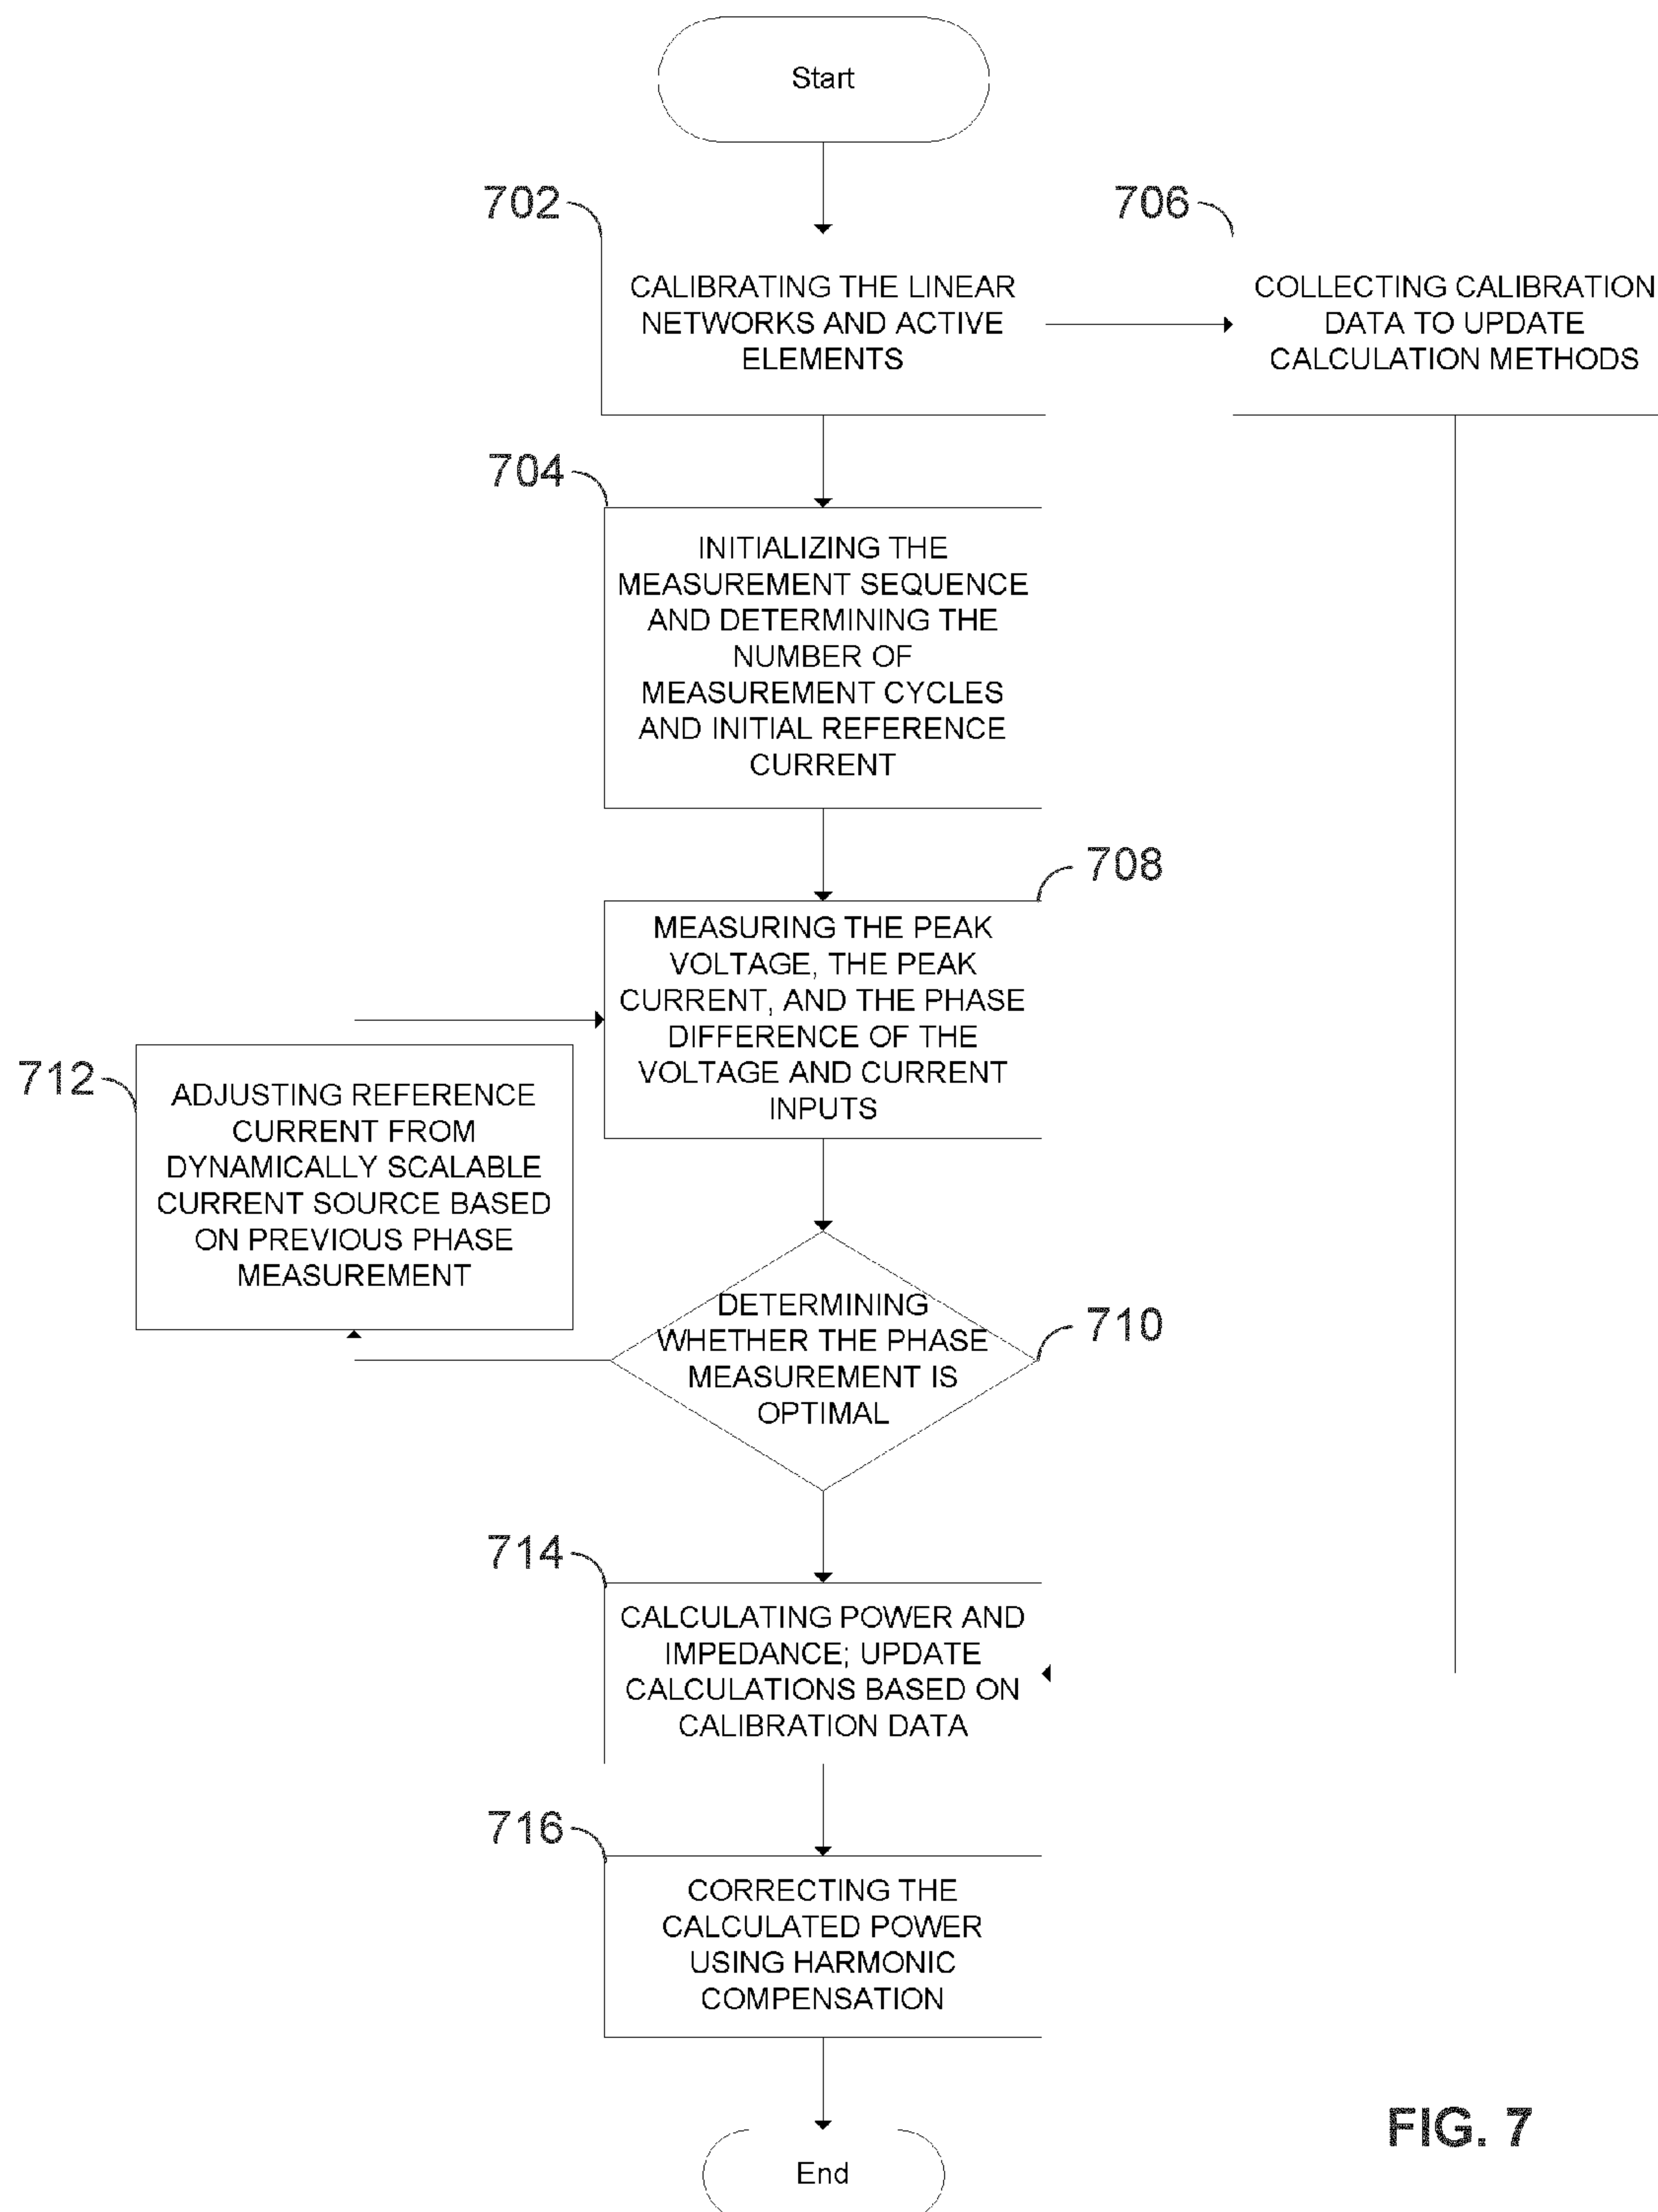 Start
702
706
CALIBRATING THE LINEAR
NETWORKS AND ACTIVE
ELEMENTS
COLLECTING CALIBRATION
DATA TO UPDATE
CALCULATION METHODS
704
INITIALIZING THE
MEASUREMENT SEQUENCE
AND DETERMINING THE
NUMBER OF
MEASUREMENT CYCLES
AND INITIAL REFERENCE
CURRENT
708
MEASURING THE PEAK
VOLTAGE, THE PEAK
CURRENT, AND THE PHASE
DIFFERENCE OF THE
VOLTAGE AND CURRENT
INPUTS
712
ADJUSTING REFERENCE
CURRENT FROM
DYNAMICALLY SCALABLE
CURRENT SOURCE BASED
ON PREVIOUS PHASE
MEASUREMENT
710
DETERMINING
WHETHER THE PHASE
MEASUREMENT IS
OPTIMAL
714
CALCULATING POWER AND
IMPEDANCE; UPDATE
CALCULATIONS BASED ON
CALIBRATION DATA
716
CORRECTING THE
CALCULATED POWER
USING HARMONIC
COMPENSATION
End
FIG. 7